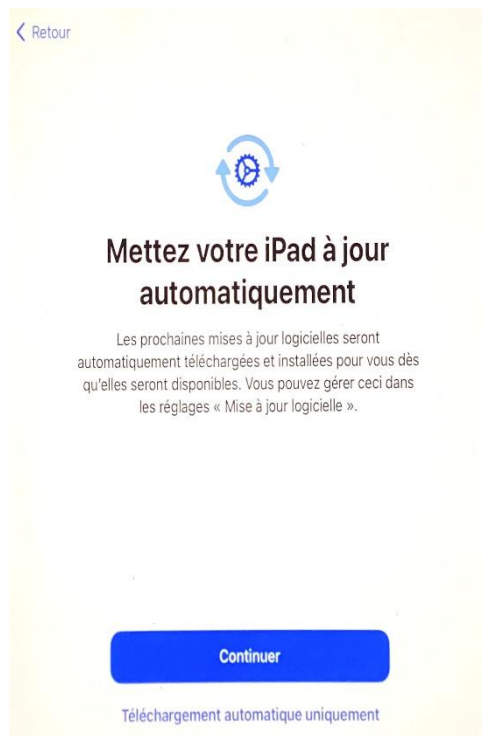 Retour
Mettez votre iPad à jour
automatiquement
Les prochaines mises à jour logicielles seront
automatiquement téléchargées et installées pour vous dès
qu'elles seront disponibles. Vous pouvez gérer ceci dans
les réglages « Mise à jour logicielle ».
Continuer
Téléchargement automatique uniquement